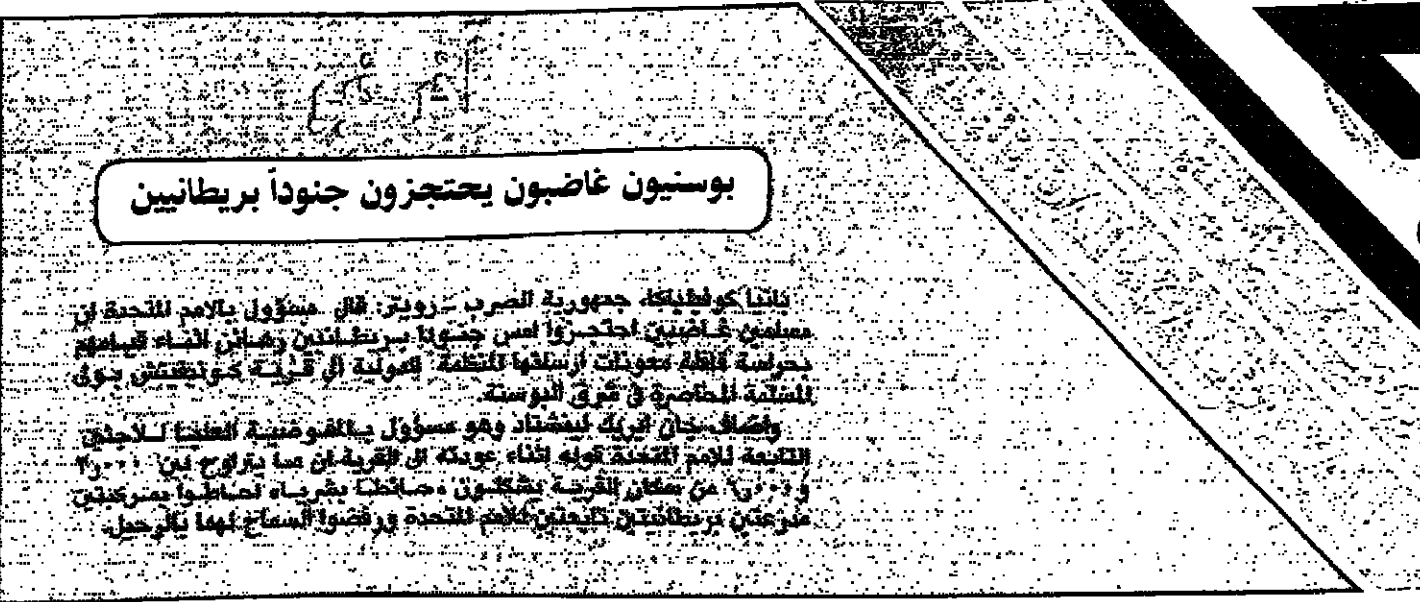 بوسنيون غاضبون يحتجزون جنوداً بريطانيين
بانيا كوفيلياكا، جمهورية الصرب - رويتر: قال مسؤول بالامم المتحدة ان
مسلمين غاضبين احتجزوا امس جنودا بريطانيين رهائن اثناء قيامهم
بحراسة قافلة معونات ارسلتها المنظمة الدولية الى قرية كونيفيتش بولي
المسلمة المحاصرة في شرق البوسنة.
واضاف جان اريك ليفشتاد وهو مسؤول بالمفوضية العليا للاجئين
التابعة للامم المتحدة قوله اثناء عودته الى القرية ان ما يتراوح بين
من سكان القرية يشكلون «حائطا بشريا» احاطوا بمركبتين
مدرعتين بريطانيتين تابعتين للامم المتحدة ورفضوا السماح لهما بالرحيل.